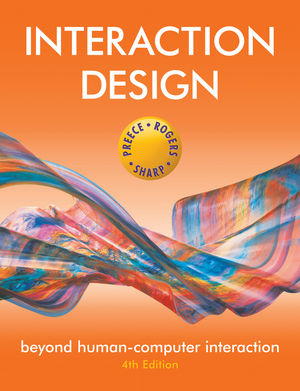 INTERACTION
DESIGN
PREECE • ROGERS
• SHARP •
beyond human-computer interaction
4th Edition